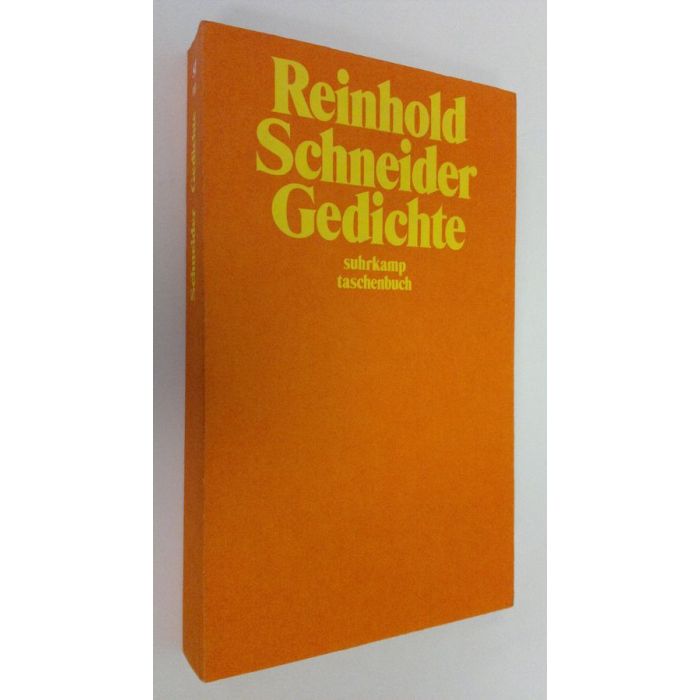 Reinhold
Schneider
Gedichte
suhrkamp
taschenbuch
Schneider Gedichte